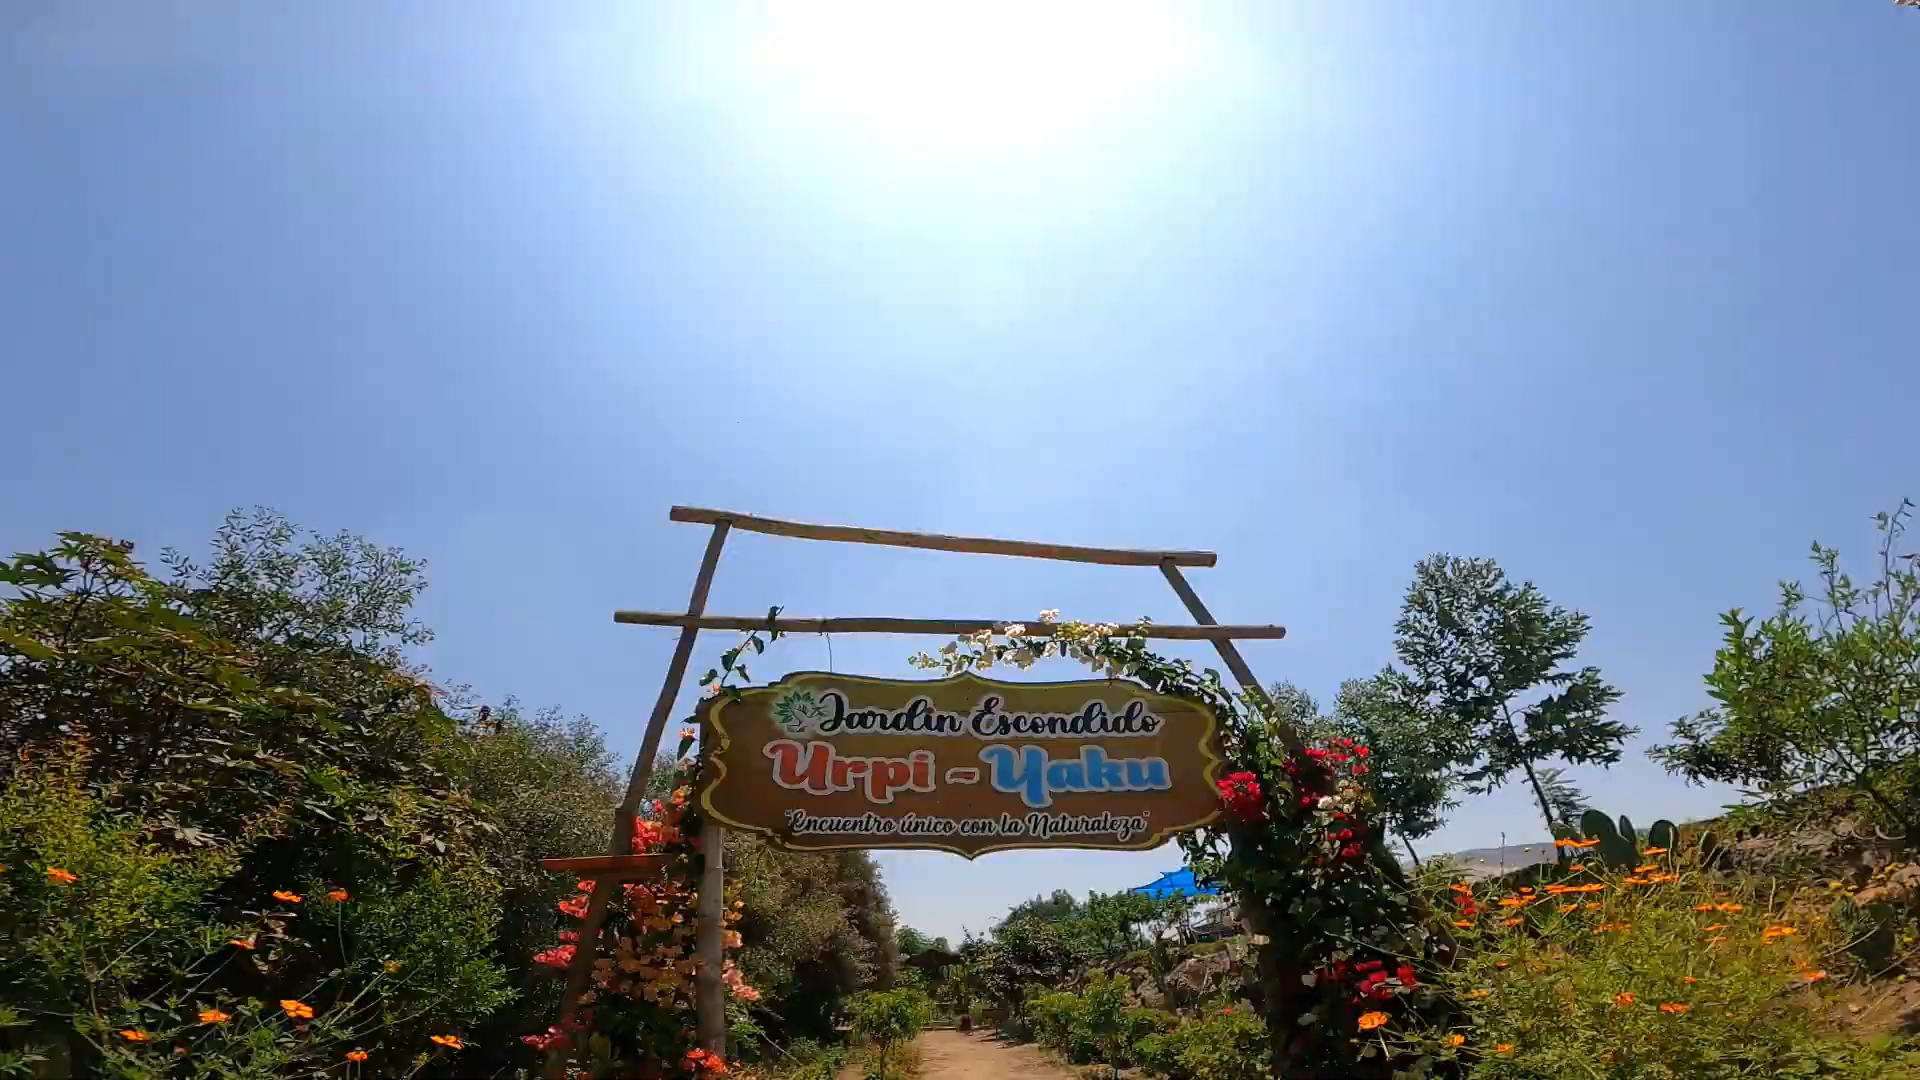 Jardín Escondido
Urpi - Yaku
"Encuentro único con la Naturaleza"